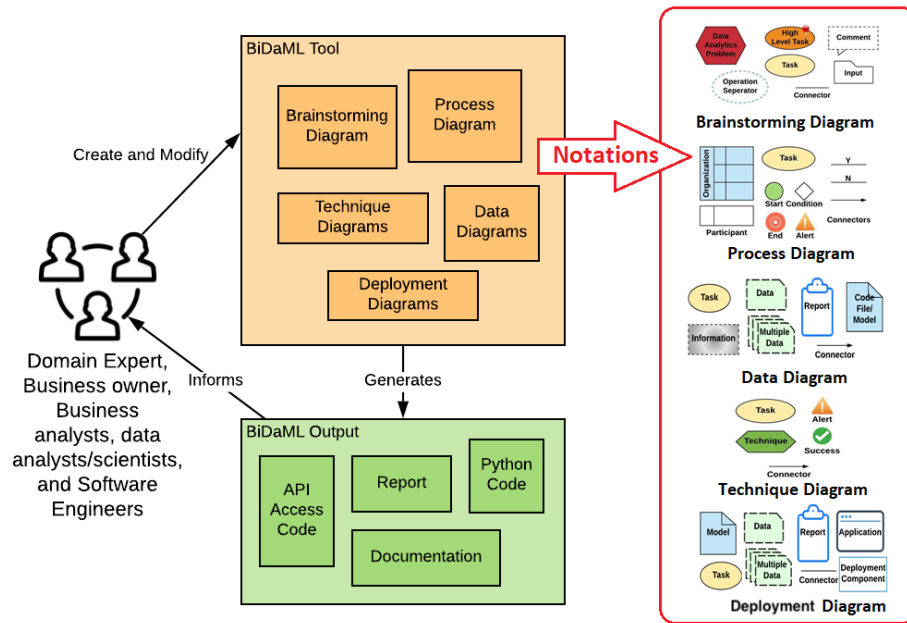 BiDaML Tool
Brainstorming
Diagram
Process
Diagram
Technique
Diagrams
Data
Diagrams
Deployment
Diagrams
Create and Modify
Domain Expert,
Business owner,
Business
analysts, data
analysts/scientists,
and Software
Engineers
Informs
Generates
BiDaML Output
API
Access
Code
Report
Python
Code
Documentation
Notations
Data
Analytics
Problem
High
Level Task
Comment
Task
Input
Operation
Seperator
Connector
Brainstorming Diagram
Organization
Task
Y
N
Start
Condition
Connectors
Participant
End
Alert
Process Diagram
Task
Data
Report
Code
File/
Model
Information
Multiple
Data
Connector
Data Diagram
Task
Alert
Technique
Success
Connector
Technique Diagram
Model
Data
Report
Application
Task
Multiple
Data
Connector
Deployment
Component
Deployment Diagram